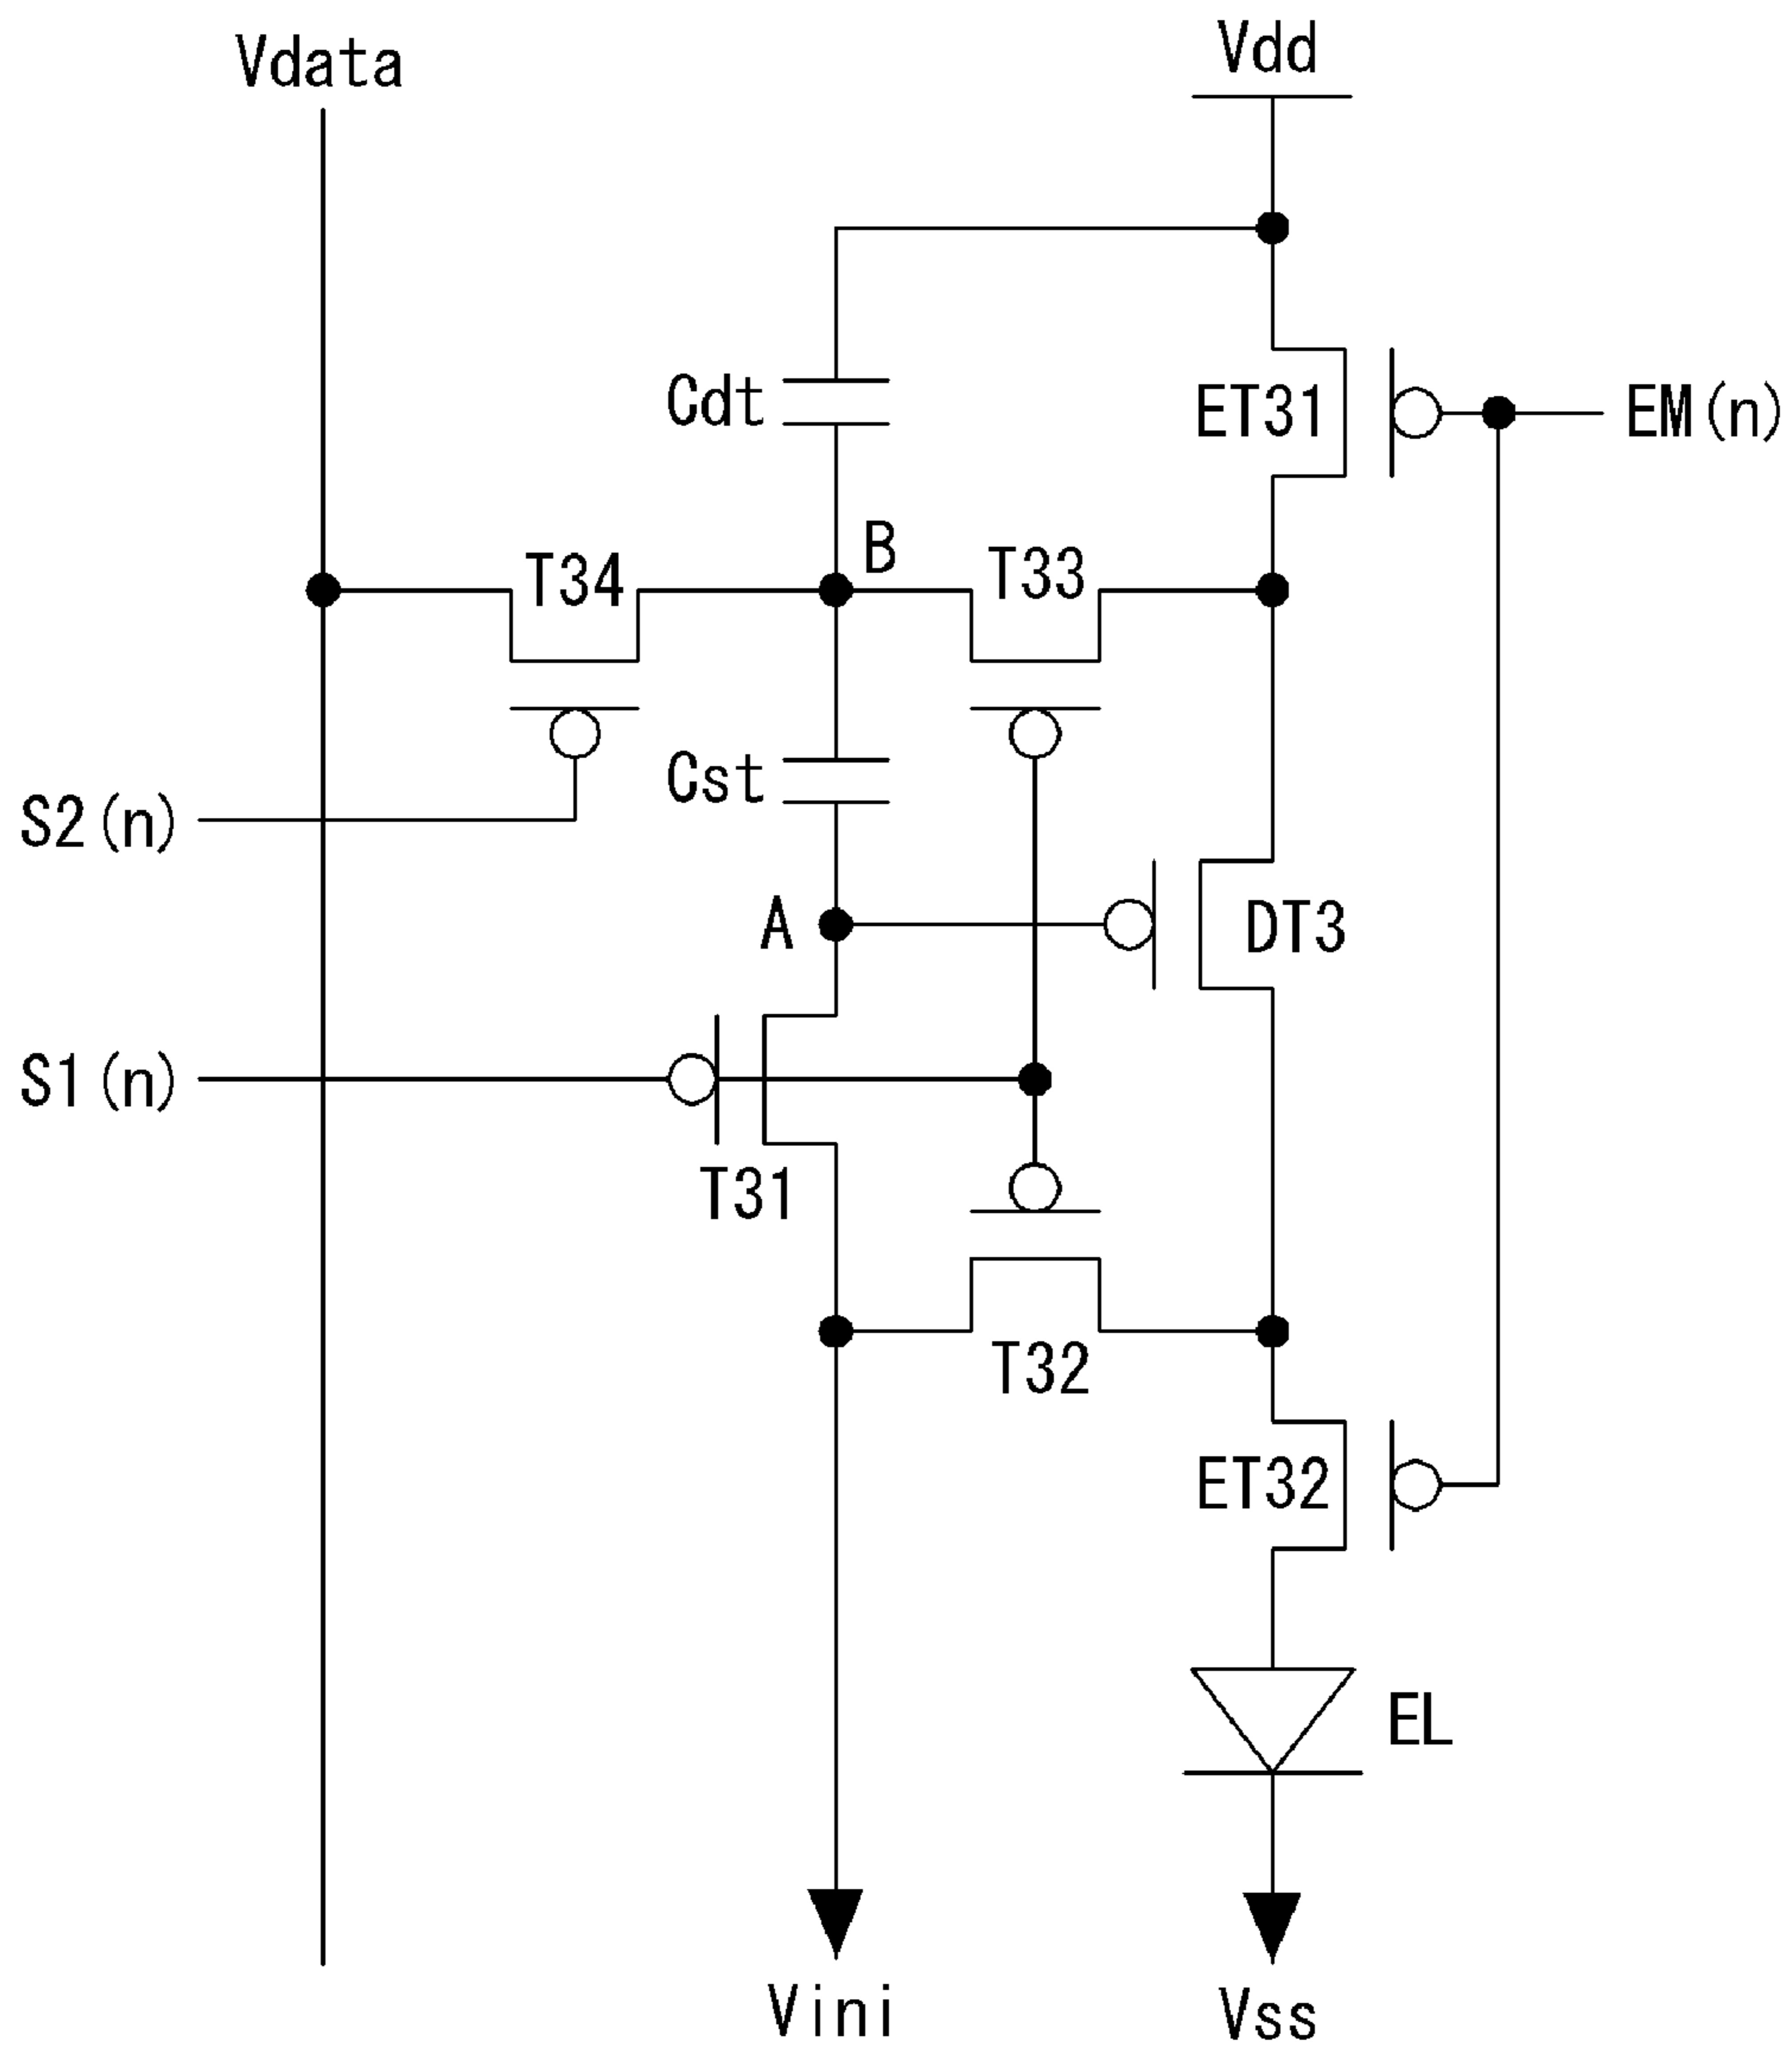 Vdd
Vdata
Cdt
ET31
EM(n)
B
T34
T33
Cst
S2(n)
A
DT3
S1(n)
T31
T32
ET32
EL
Vini
Vss